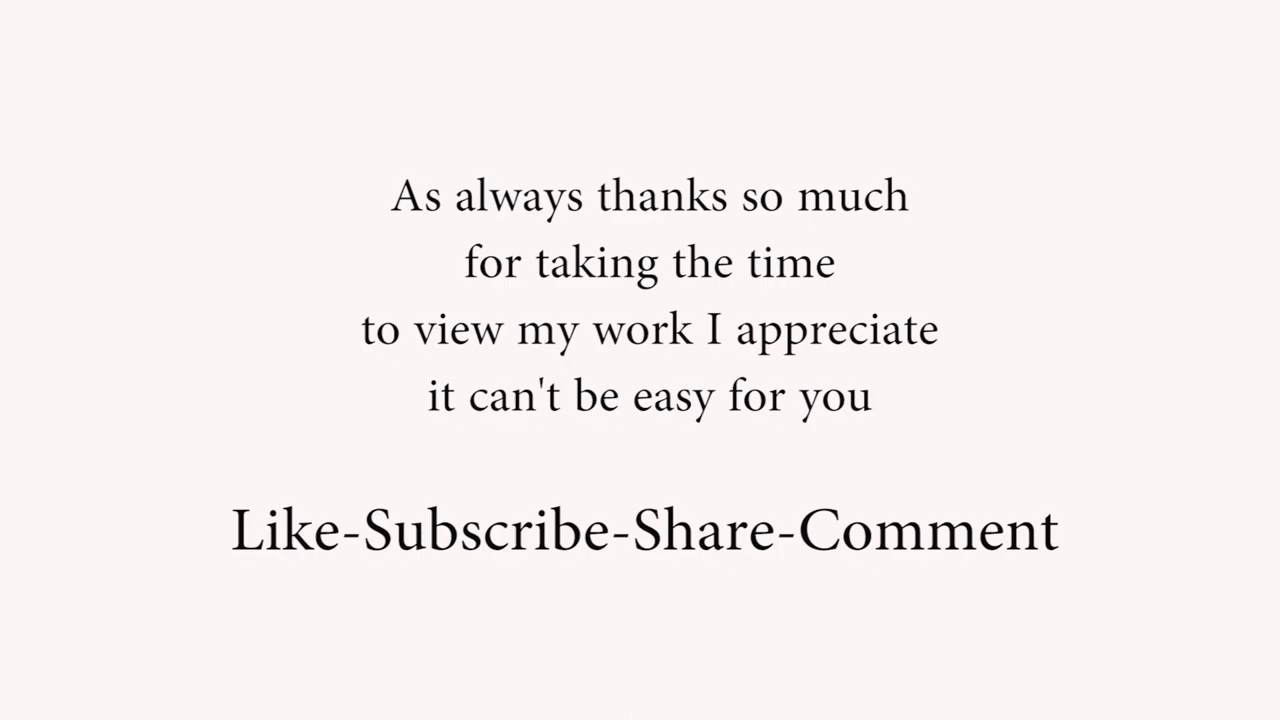 As always thanks so much
for taking the time
to view my work I appreciate
it can't be easy for you
Like-Subscribe-Share-Comment